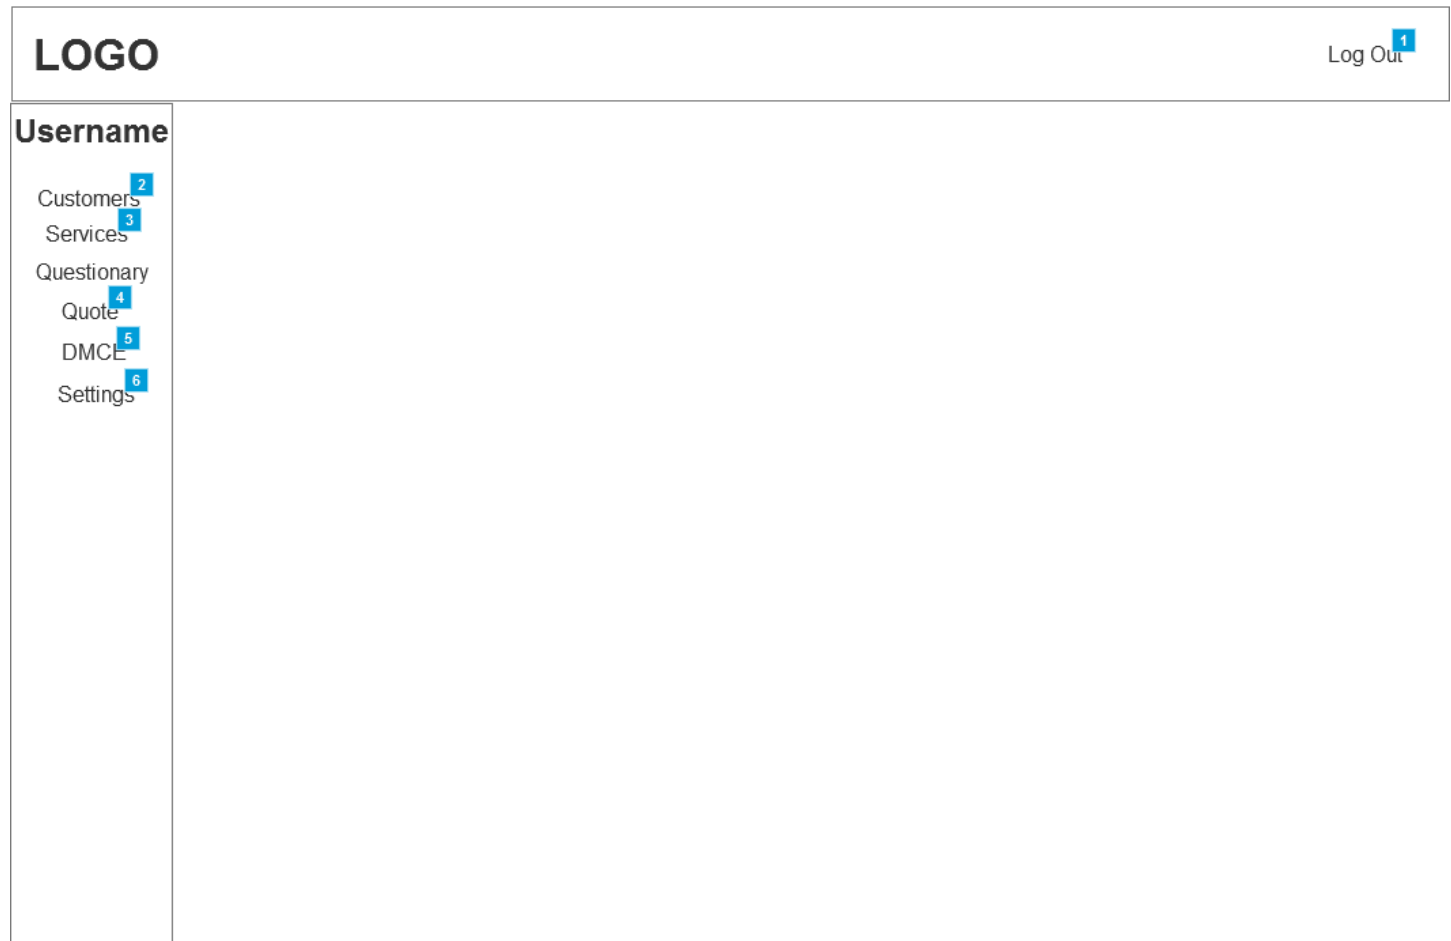 LOGO
Log Out 1
Username
Customers 2
Services 3
Questionary
Quote 4
DMCE 5
Settings 6